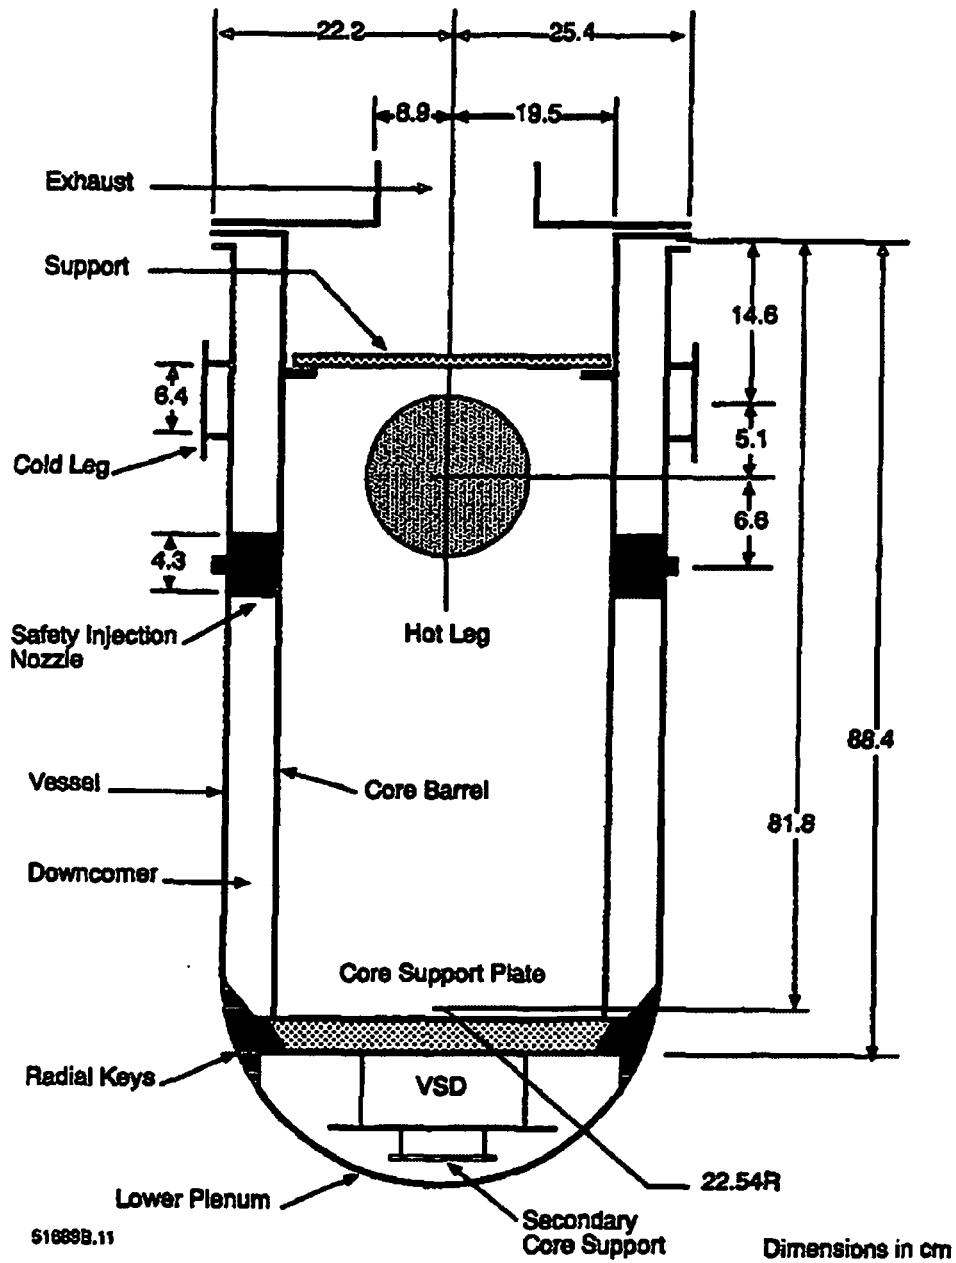 22.2
25.4
8.9
19.5
Exhaust
Support
14.6
6.4
5.1
Cold Leg
6.8
4.3
Safety Injection
Nozzle
Hot Leg
88.4
Vessel
Core Barrel
81.8
Downcomer
Core Support Plate
Radial Keys
VSD
22.54R
Lower Plenum
Secondary
Core Support
Dimensions in cm